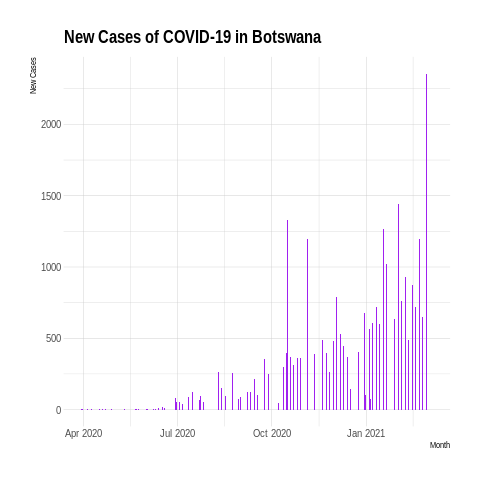 New Cases of COVID-19 in Botswana
New Cases
2000
1500
1000
500
0
Apr 2020 Jul 2020 Oct 2020 Jan 2021
Month